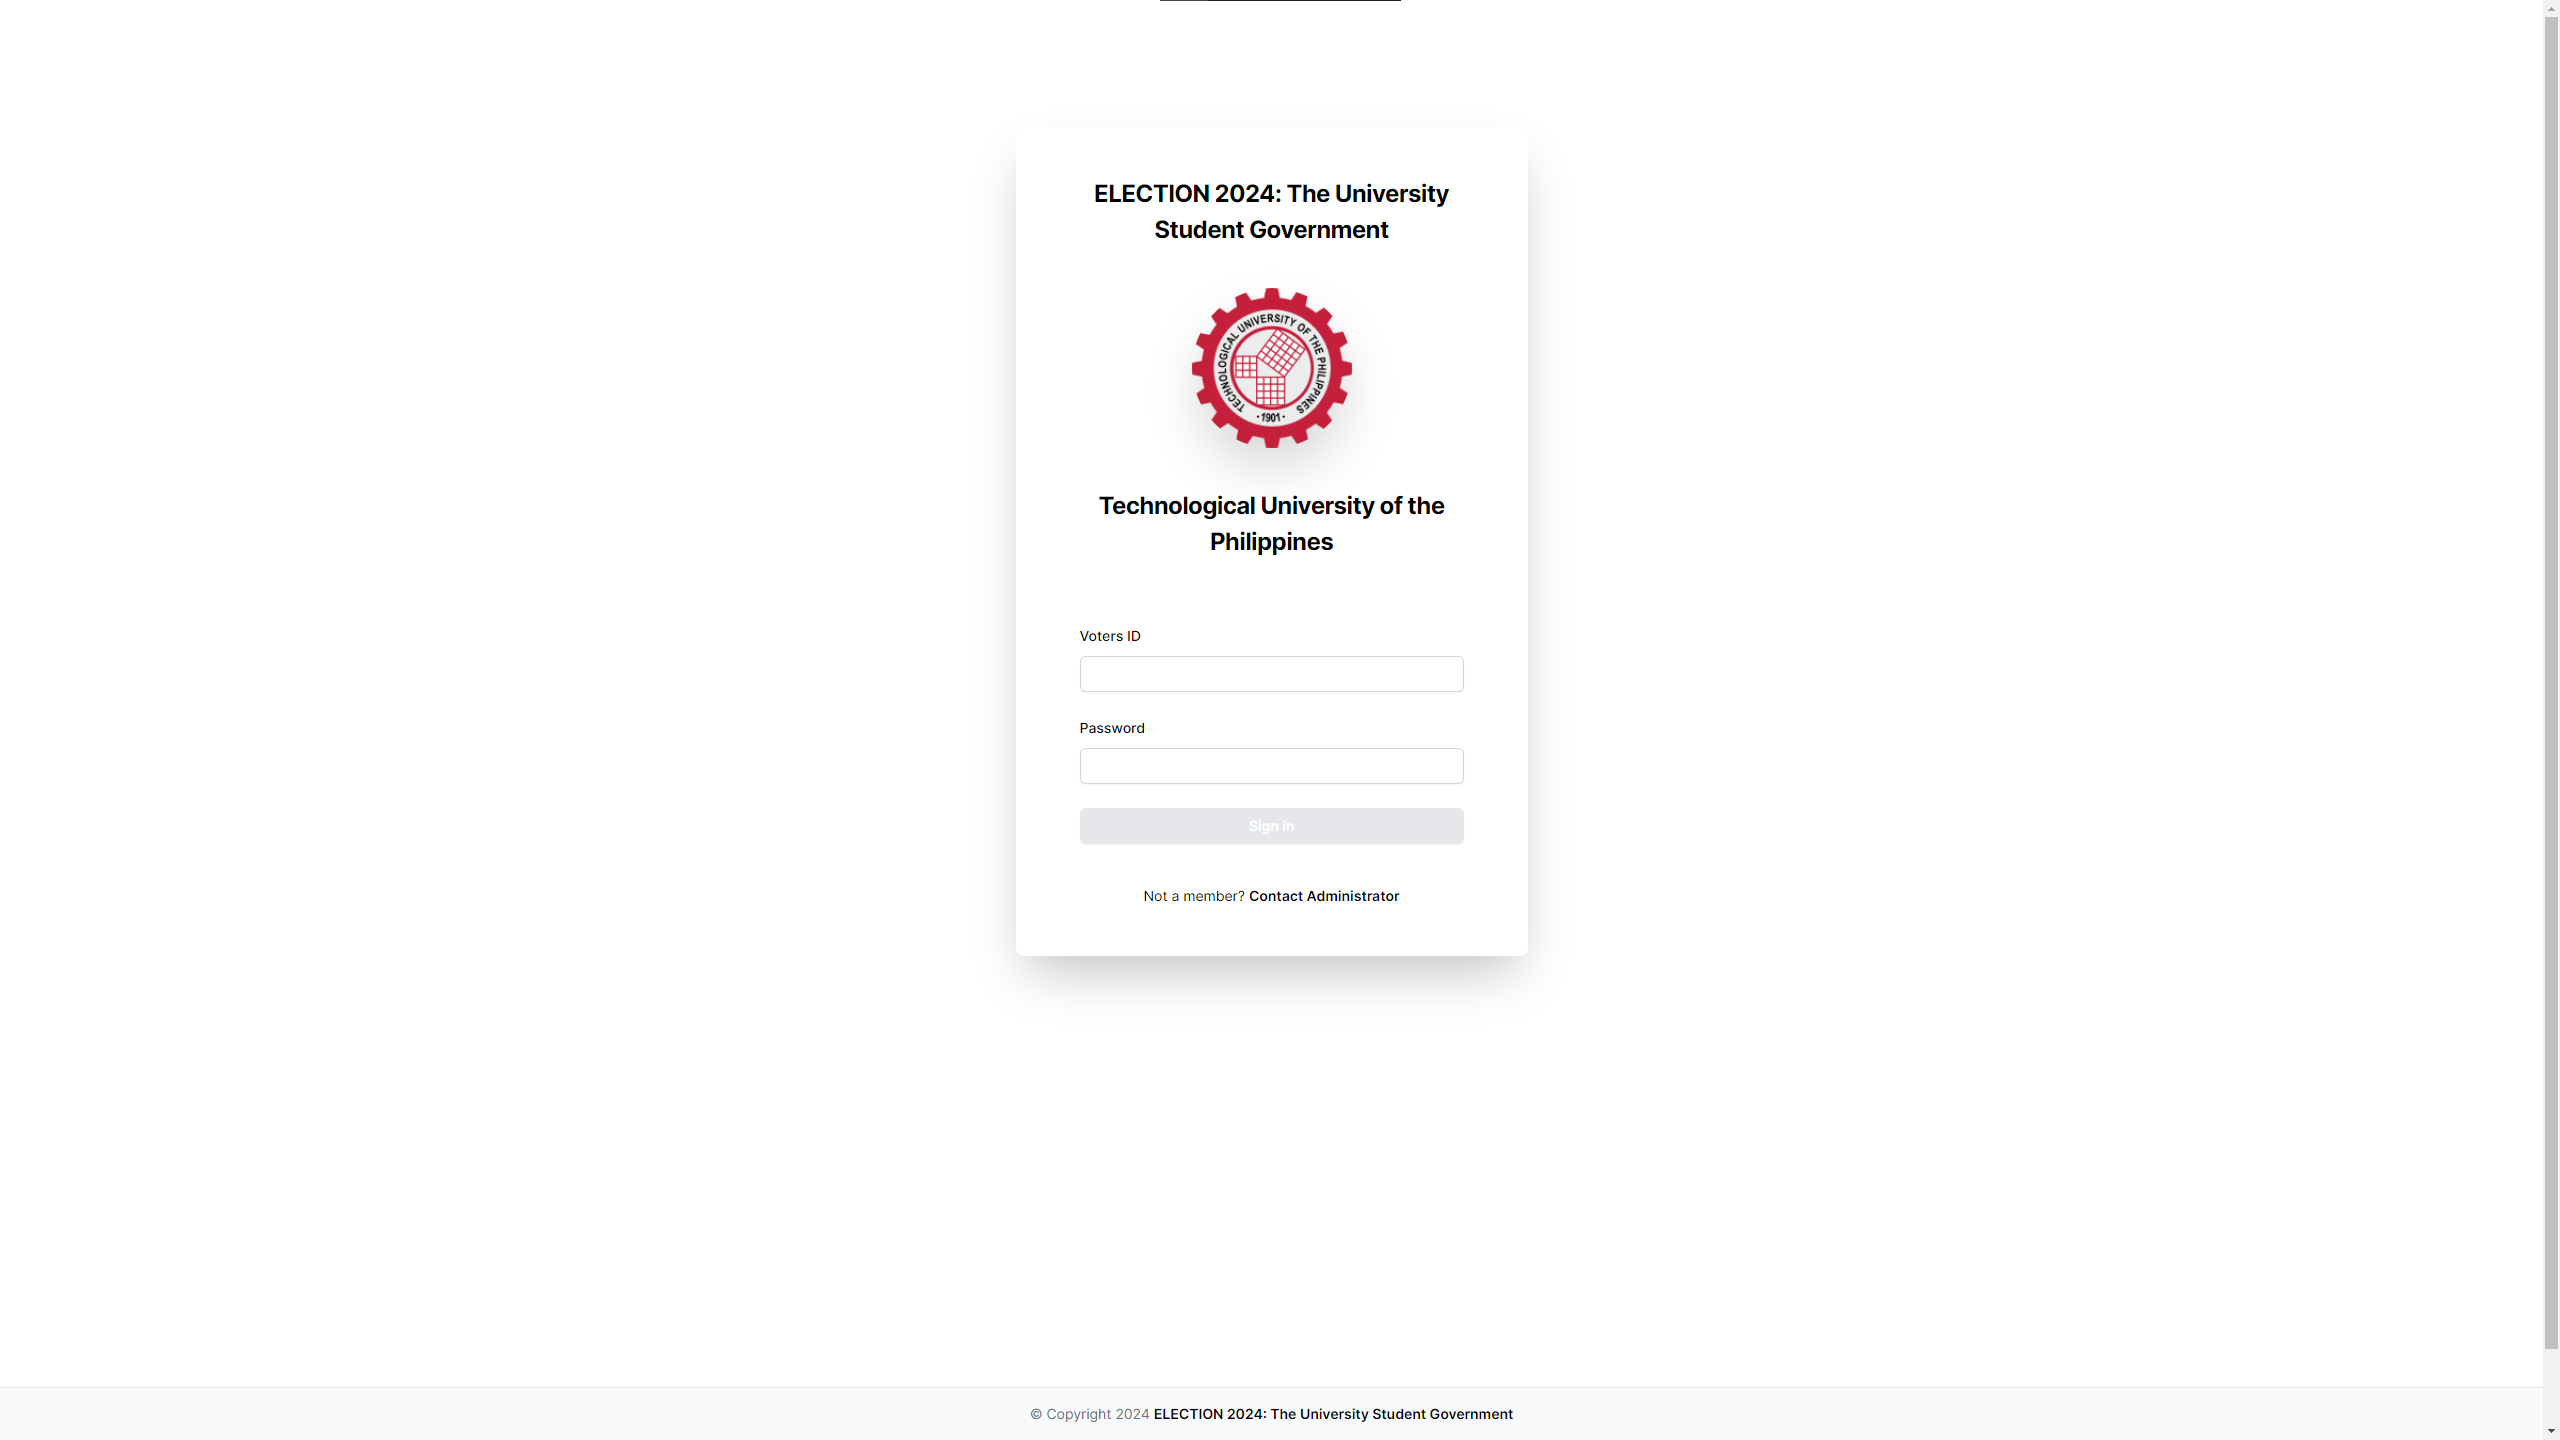 ELECTION 2024: The University
Student Government
TECHNOLOGICAL UNIVERSITY OF THE PHILIPPINES
• 1901 •
Technological University of the
Philippines
Voters ID
Password
Sign in
Not a member? Contact Administrator
© Copyright 2024 ELECTION 2024: The University Student Government